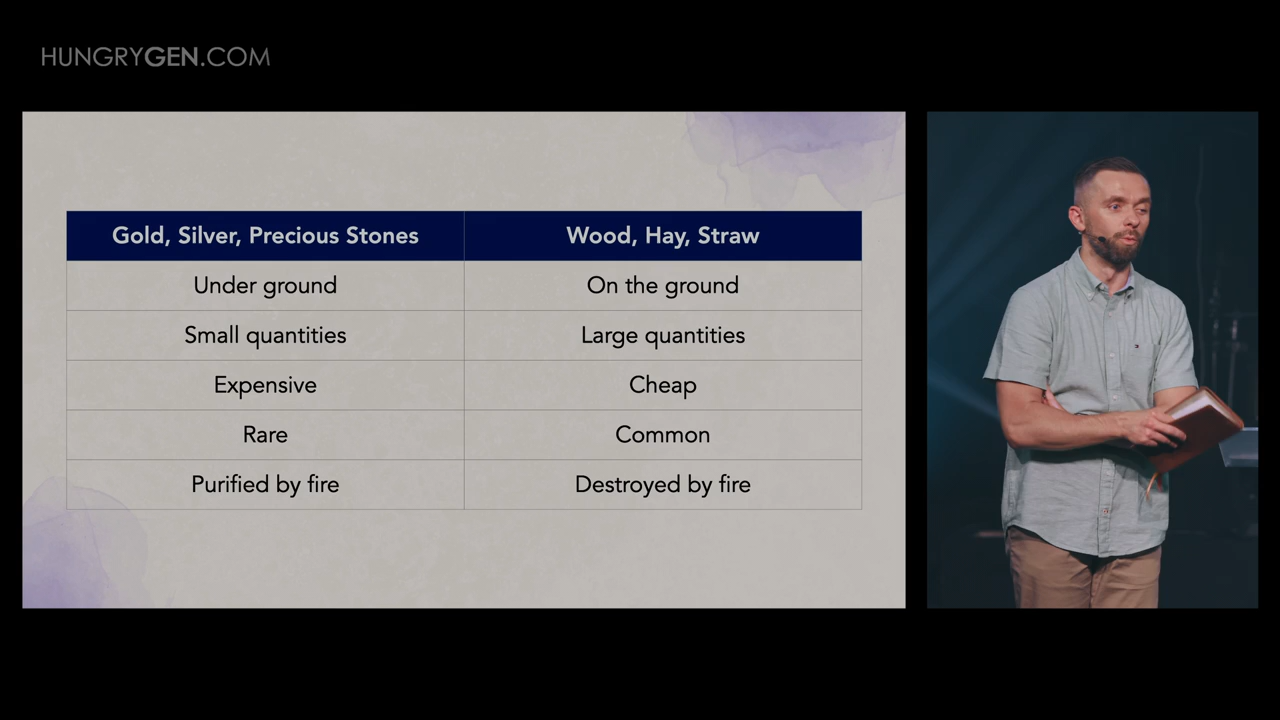 HUNGRYGEN.COM
Gold, Silver, Precious Stones
Wood, Hay, Straw
Under ground
On the ground
Small quantities
Large quantities
Expensive
Cheap
Rare
Common
Purified by fire
Destroyed by fire